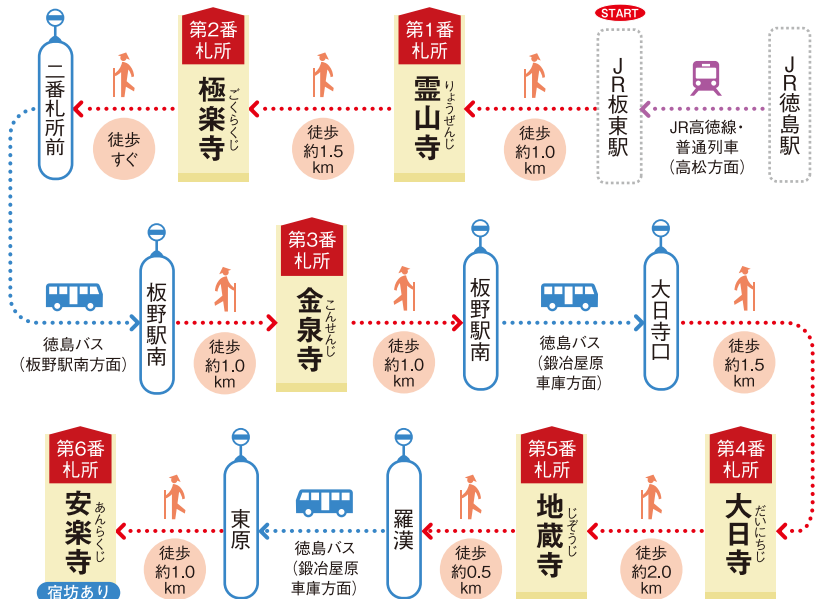 START
JR徳島駅
JR高徳線・
普通列車
(高松方面)
JR板東駅
徒歩
約1.0
km
第1番
札所
霊山寺
りょうぜんじ
徒歩
約1.5
km
第2番
札所
極楽寺
ごくらくじ
徒歩
すぐ
二番札所前
徳島バス
(板野駅南方面)
板野駅南
徒歩
約1.0
km
第3番
札所
金泉寺
こんせんじ
徒歩
約1.0
km
板野駅南
徳島バス
(鍛冶屋原
車庫方面)
大日寺口
徒歩
約1.5
km
第4番
札所
大日寺
だいにちじ
徒歩
約2.0
km
第5番
札所
地蔵寺
じぞうじ
徒歩
約0.5
km
羅漢
徳島バス
(鍛冶屋原
車庫方面)
東原
徒歩
約1.0
km
第6番
札所
安楽寺
あんらくじ
宿坊あり